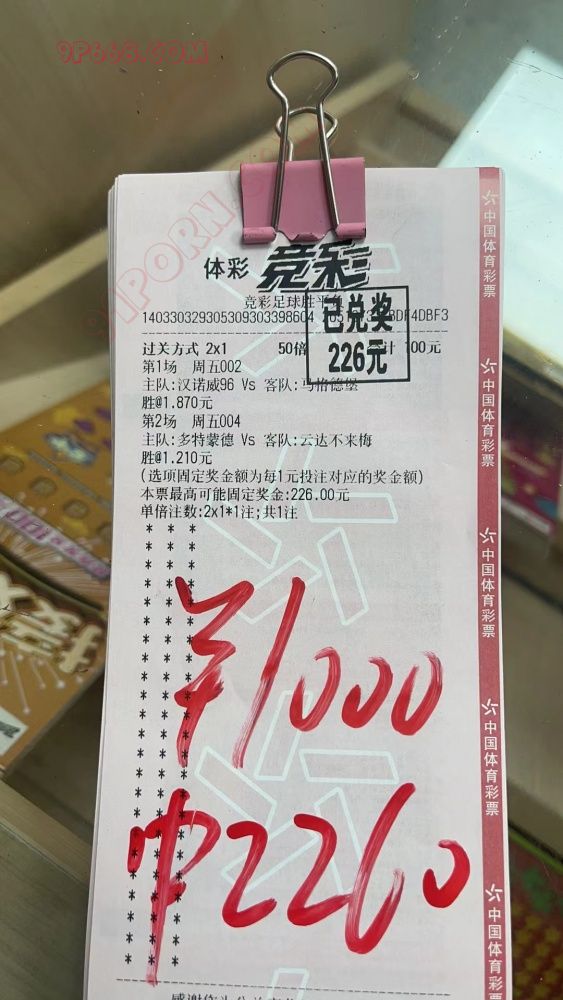 9P666.COM
91PORN.
体彩 竞彩
竞彩足球胜平负
140330329305309303398604
DF4DBF3
已兑奖
226元
过关方式 2x1 50倍 合计 100元
第1场 周五002
主队:汉诺威96 Vs 客队:马格德堡
胜@1.870元
第2场 周五004
主队:多特蒙德 Vs 客队:云达不来梅
胜@1.210元
(选项固定奖金额为每1元投注对应的奖金额)
本票最高可能固定奖金:226.00元
单倍注数:2x1*1注;共1注
¥1000
中2260
中国体育彩票
中国体育彩票
中国体育彩票
中国体育彩票
中国体育彩票